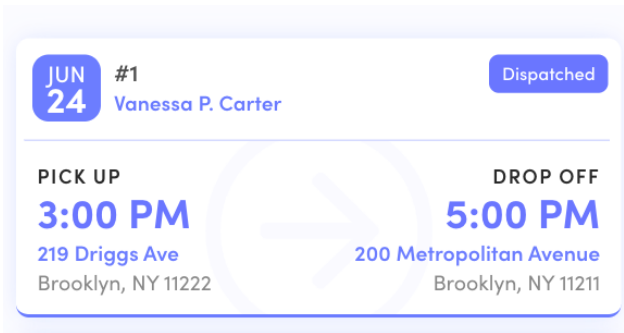 JUN
24
#1
Vanessa P. Carter
Dispatched
PICK UP
3:00 PM
219 Driggs Ave
Brooklyn, NY 11222
DROP OFF
5:00 PM
200 Metropolitan Avenue
Brooklyn, NY 11211